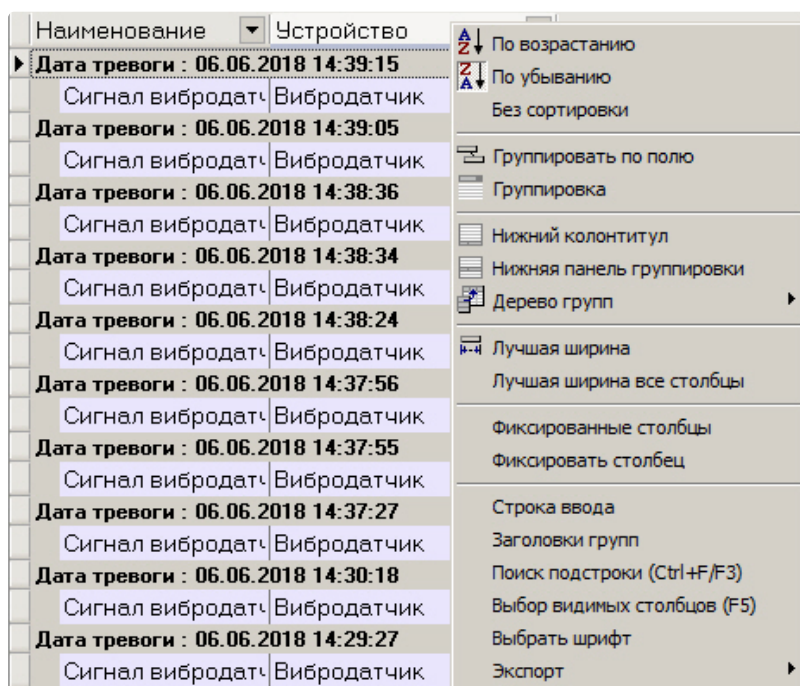 Наименование Устройство
Дата тревоги : 06.06.2018 14:39:15
Сигнал вибродатч Вибродатчик
Дата тревоги : 06.06.2018 14:39:05
Сигнал вибродатч Вибродатчик
Дата тревоги : 06.06.2018 14:38:36
Сигнал вибродатч Вибродатчик
Дата тревоги : 06.06.2018 14:38:34
Сигнал вибродатч Вибродатчик
Дата тревоги : 06.06.2018 14:38:24
Сигнал вибродатч Вибродатчик
Дата тревоги : 06.06.2018 14:37:56
Сигнал вибродатч Вибродатчик
Дата тревоги : 06.06.2018 14:37:55
Сигнал вибродатч Вибродатчик
Дата тревоги : 06.06.2018 14:37:27
Сигнал вибродатч Вибродатчик
Дата тревоги : 06.06.2018 14:30:18
Сигнал вибродатч Вибродатчик
Дата тревоги : 06.06.2018 14:29:27
Сигнал вибродатч Вибродатчик
По возрастанию
По убыванию
Без сортировки
Группировать по полю
Группировка
Нижний колонтитул
Нижняя панель группировки
Дерево групп
Лучшая ширина
Лучшая ширина все столбцы
Фиксированные столбцы
Фиксировать столбец
Строка ввода
Заголовки групп
Поиск подстроки (Ctrl+F/F3)
Выбор видимых столбцов (F5)
Выбрать шрифт
Экспорт